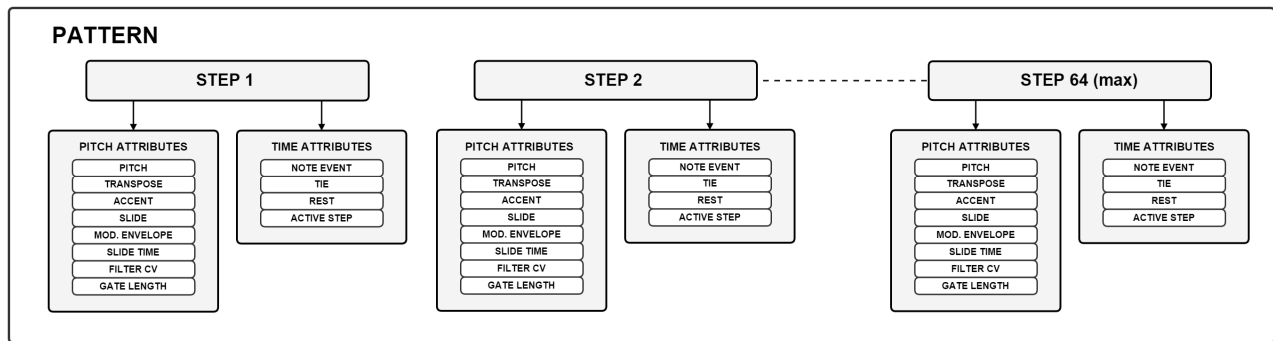 PATTERN
STEP 1
PITCH ATTRIBUTES
PITCH
TRANSPOSE
ACCENT
SLIDE
MOD. ENVELOPE
SLIDE TIME
FILTER CV
GATE LENGTH
TIME ATTRIBUTES
NOTE EVENT
TIE
REST
ACTIVE STEP
STEP 2
PITCH ATTRIBUTES
PITCH
TRANSPOSE
ACCENT
SLIDE
MOD. ENVELOPE
SLIDE TIME
FILTER CV
GATE LENGTH
TIME ATTRIBUTES
NOTE EVENT
TIE
REST
ACTIVE STEP
STEP 64 (max)
PITCH ATTRIBUTES
PITCH
TRANSPOSE
ACCENT
SLIDE
MOD. ENVELOPE
SLIDE TIME
FILTER CV
GATE LENGTH
TIME ATTRIBUTES
NOTE EVENT
TIE
REST
ACTIVE STEP